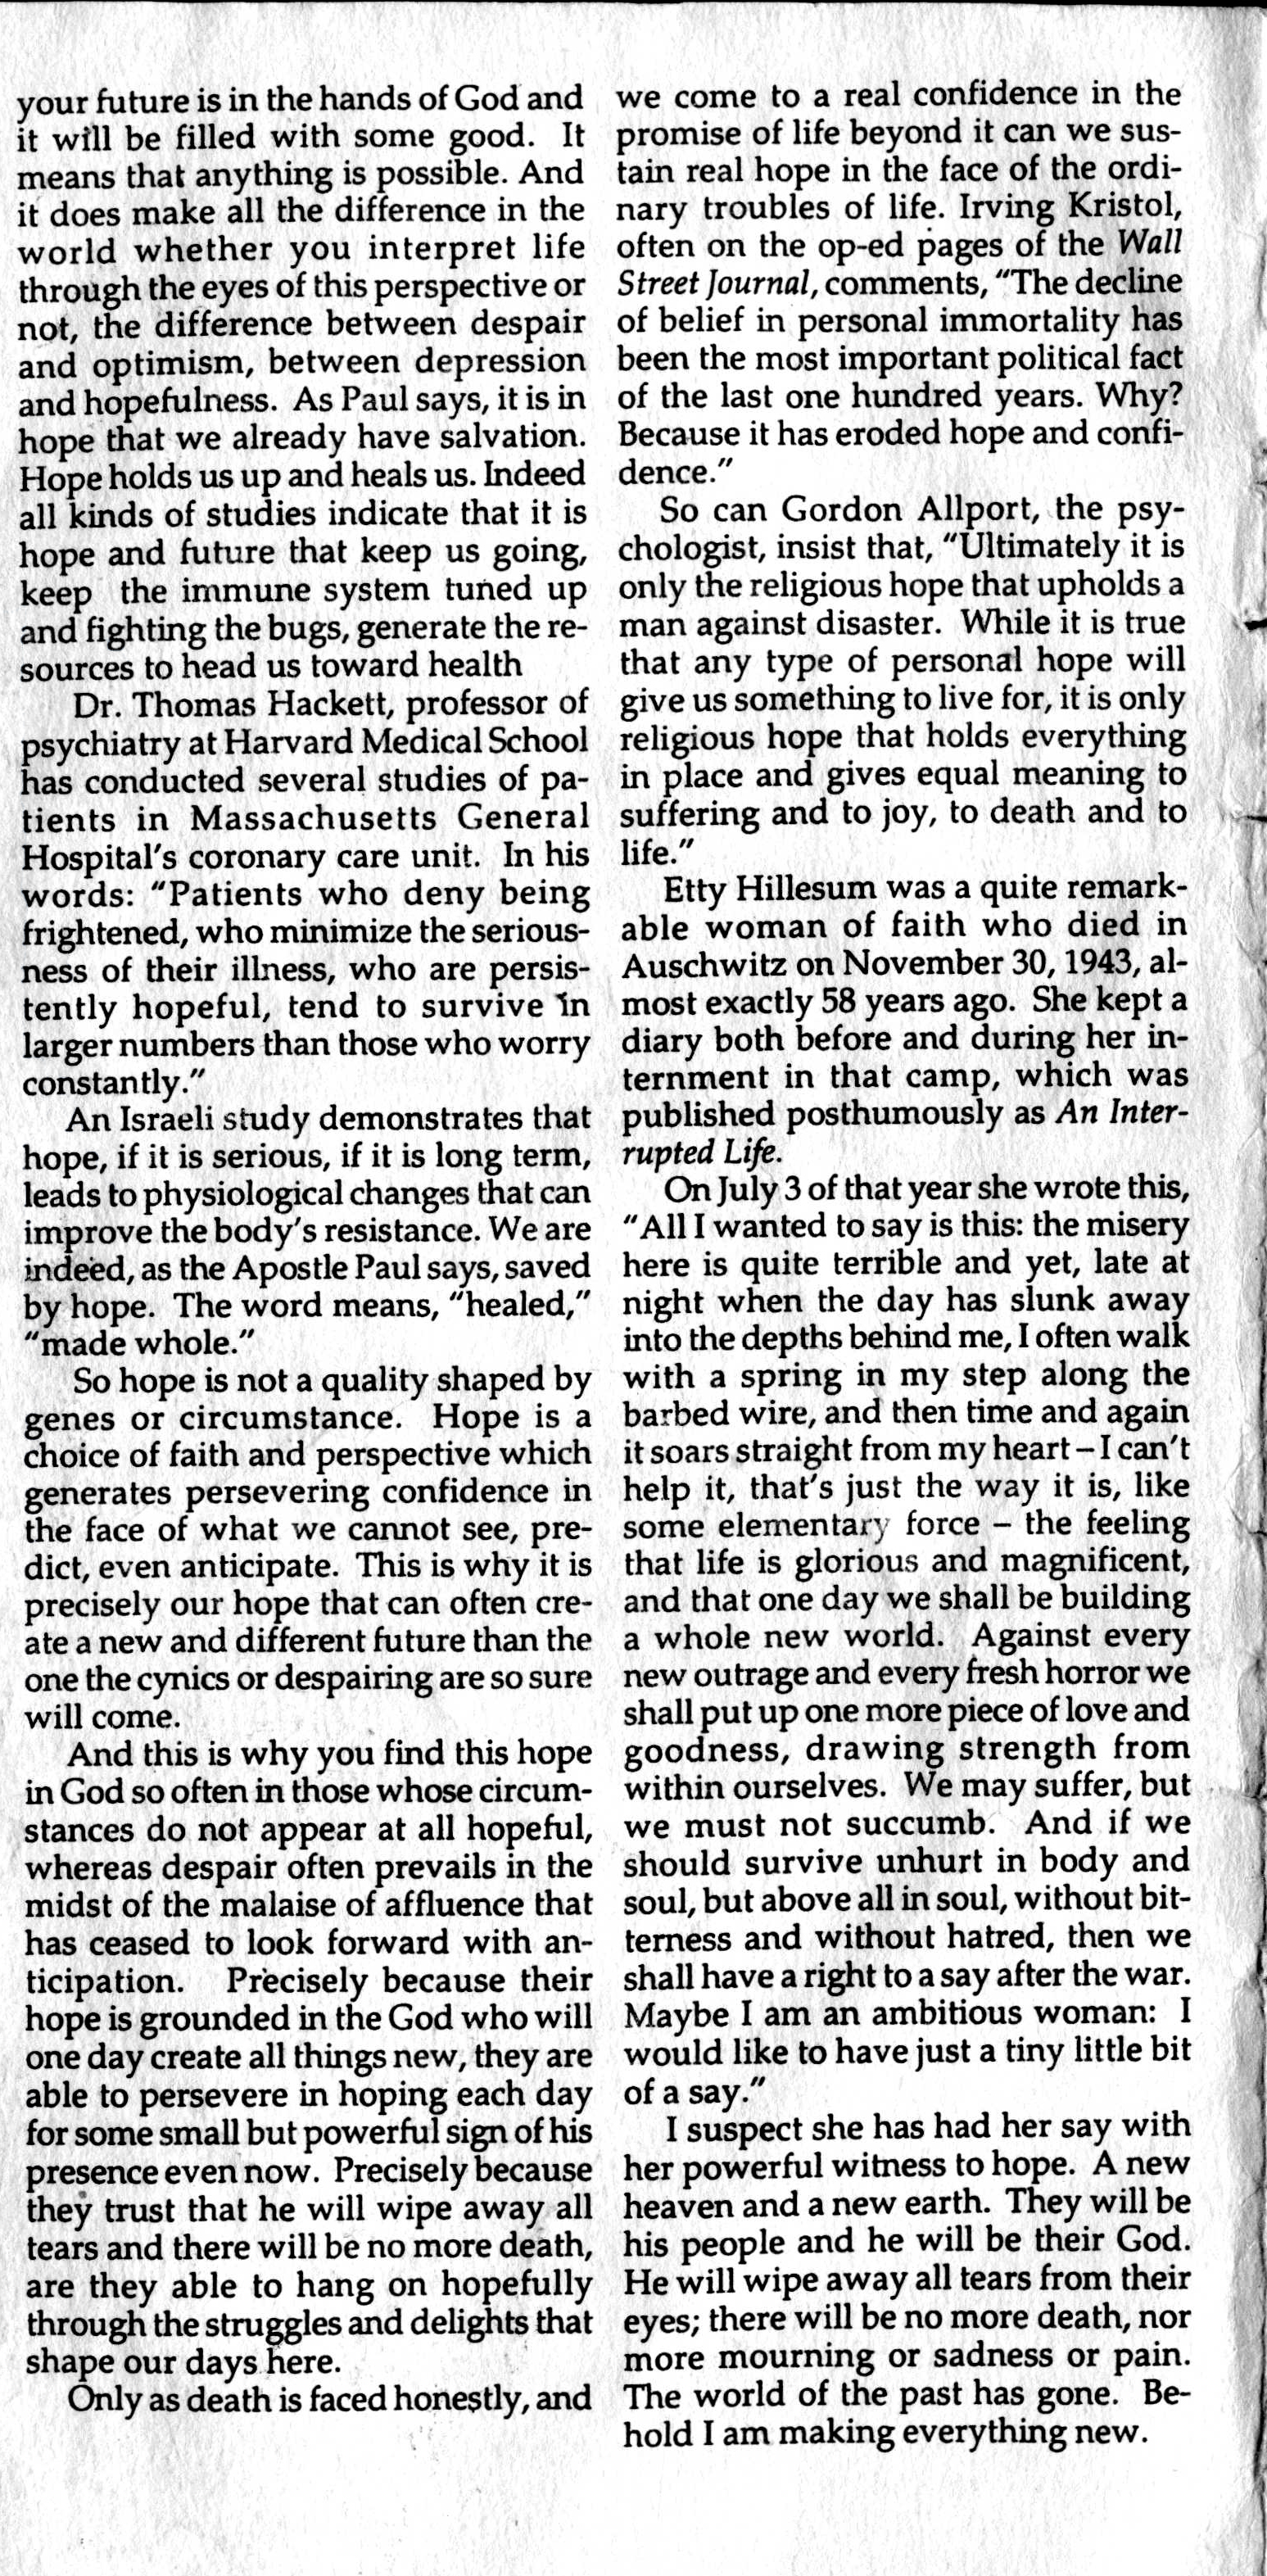 your future is in the hands of God and
it will be filled with some good. It
means that anything is possible. And
it does make all the difference in the
world whether you interpret life
through the eyes of this perspective or
not, the difference between despair
and optimism, between depression
and hopefulness. As Paul says, it is in
hope that we already have salvation.
Hope holds us up and heals us. Indeed
all kinds of studies indicate that it is
hope and future that keep us going,
keep the immune system tuned up
and fighting the bugs, generate the re-
sources to head us toward health
Dr. Thomas Hackett, professor of
psychiatry at Harvard Medical School
has conducted several studies of pa-
tients in Massachusetts General
Hospital's coronary care unit. In his
words: "Patients who deny being
frightened, who minimize the serious-
ness of their illness, who are persis-
tently hopeful, tend to survive in
larger numbers than those who worry
constantly."
An Israeli study demonstrates that
hope, if it is serious, if it is long term,
leads to physiological changes that can
improve the body's resistance. We are
indeed, as the Apostle Paul says, saved
by hope. The word means, "healed,"
"made whole."
So hope is not a quality shaped by
genes or circumstance. Hope is a
choice of faith and perspective which
generates persevering confidence in
the face of what we cannot see, pre-
dict, even anticipate. This is why it is
precisely our hope that can often cre-
ate a new and different future than the
one the cynics or despairing are so sure
will come.
And this is why you find this hope
in God so often in those whose circum-
stances do not appear at all hopeful,
whereas despair often prevails in the
midst of the malaise of affluence that
has ceased to look forward with an-
ticipation. Precisely because their
hope is grounded in the God who will
one day create all things new, they are
able to persevere in hoping each day
for some small but powerful sign of his
presence even now. Precisely because
they trust that he will wipe away all
tears and there will be no more death,
are they able to hang on hopefully
through the struggles and delights that
shape our days here.
Only as death is faced honestly, and
we come to a real confidence in the
promise of life beyond it can we sus-
tain real hope in the face of the ordi-
nary troubles of life. Irving Kristol,
often on the op-ed pages of the Wall
Street Journal, comments, "The decline
of belief in personal immortality has
been the most important political fact
of the last one hundred years. Why?
Because it has eroded hope and confi-
dence."
So can Gordon Allport, the psy-
chologist, insist that, "Ultimately it is
only the religious hope that upholds a
man against disaster. While it is true
that any type of personal hope will
give us something to live for, it is only
religious hope that holds everything
in place and gives equal meaning to
suffering and to joy, to death and to
life."
Etty Hillesum was a quite remark-
able woman of faith who died in
Auschwitz on November 30, 1943, al-
most exactly 58 years ago. She kept a
diary both before and during her in-
ternment in that camp, which was
published posthumously as An Inter-
rupted Life.
On July 3 of that year she wrote this,
"All I wanted to say is this: the misery
here is quite terrible and yet, late at
night when the day has slunk away
into the depths behind me, I often walk
with a spring in my step along the
barbed wire, and then time and again
it soars straight from my heart – I can't
help it, that's just the way it is, like
some elementary force – the feeling
that life is glorious and magnificent,
and that one day we shall be building
a whole new world. Against every
new outrage and every fresh horror we
shall put up one more piece of love and
goodness, drawing strength from
within ourselves. We may suffer, but
we must not succumb. And if we
should survive unhurt in body and
soul, but above all in soul, without bit-
terness and without hatred, then we
shall have a right to a say after the war.
Maybe I am an ambitious woman: I
would like to have just a tiny little bit
of a say."
I suspect she has had her say with
her powerful witness to hope. A new
heaven and a new earth. They will be
his people and he will be their God.
He will wipe away all tears from their
eyes; there will be no more death, nor
more mourning or sadness or pain.
The world of the past has gone. Be-
hold I am making everything new.